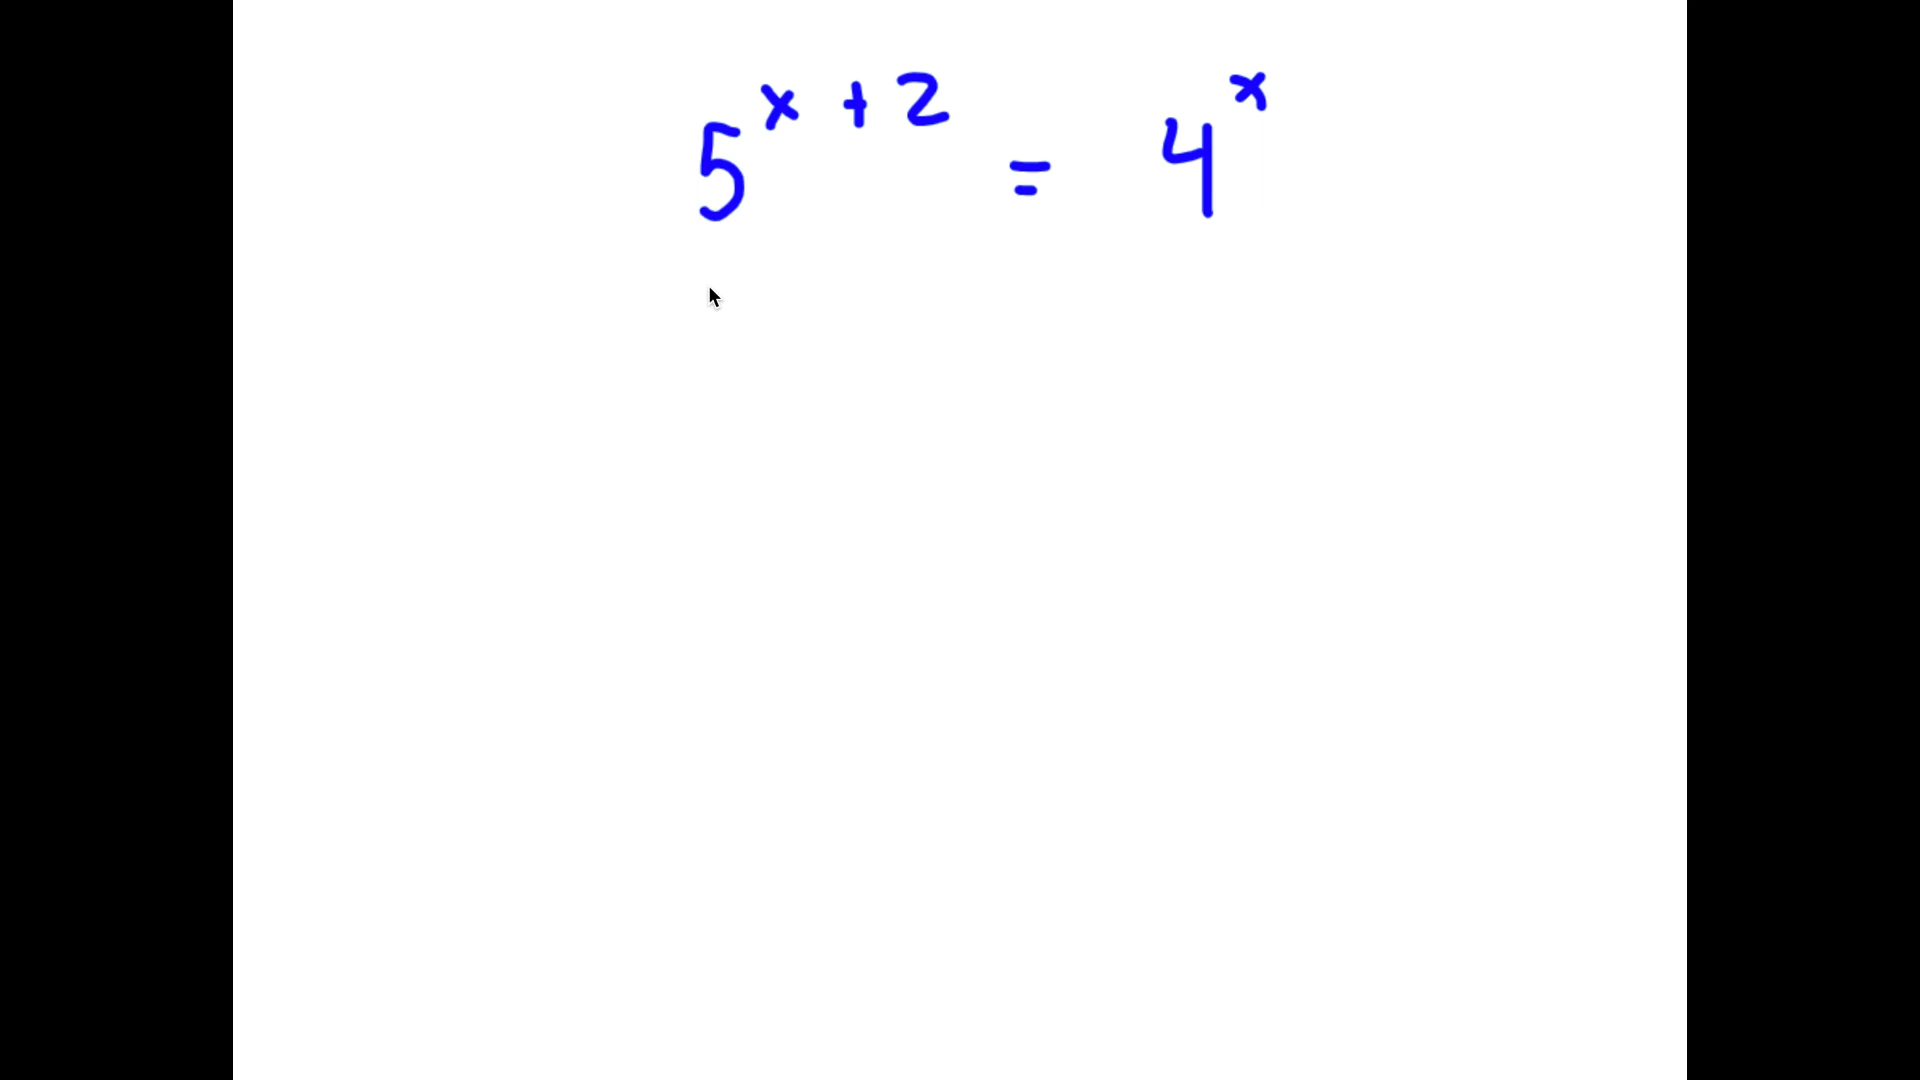 5^{x + 2} = 4^x